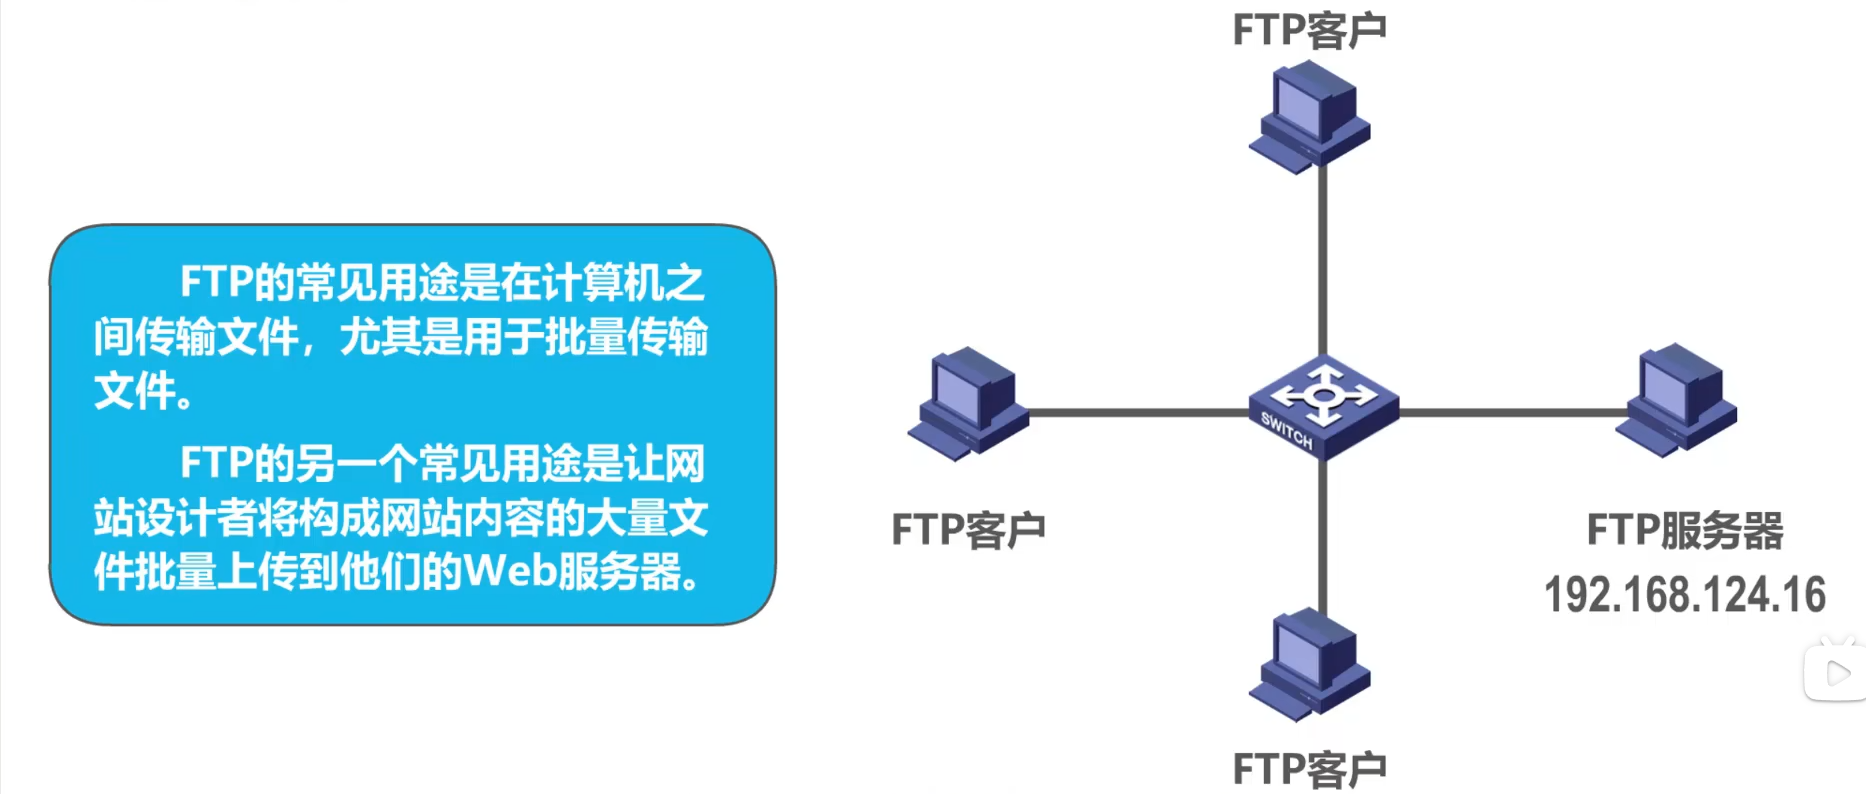 FTP的常见用途是在计算机之
间传输文件，尤其是用于批量传输
文件。
FTP的另一个常见用途是让网
站设计者将构成网站内容的大量文
件批量上传到他们的Web服务器。
FTP客户
SWITCH
FTP客户
FTP服务器
192.168.124.16
FTP客户